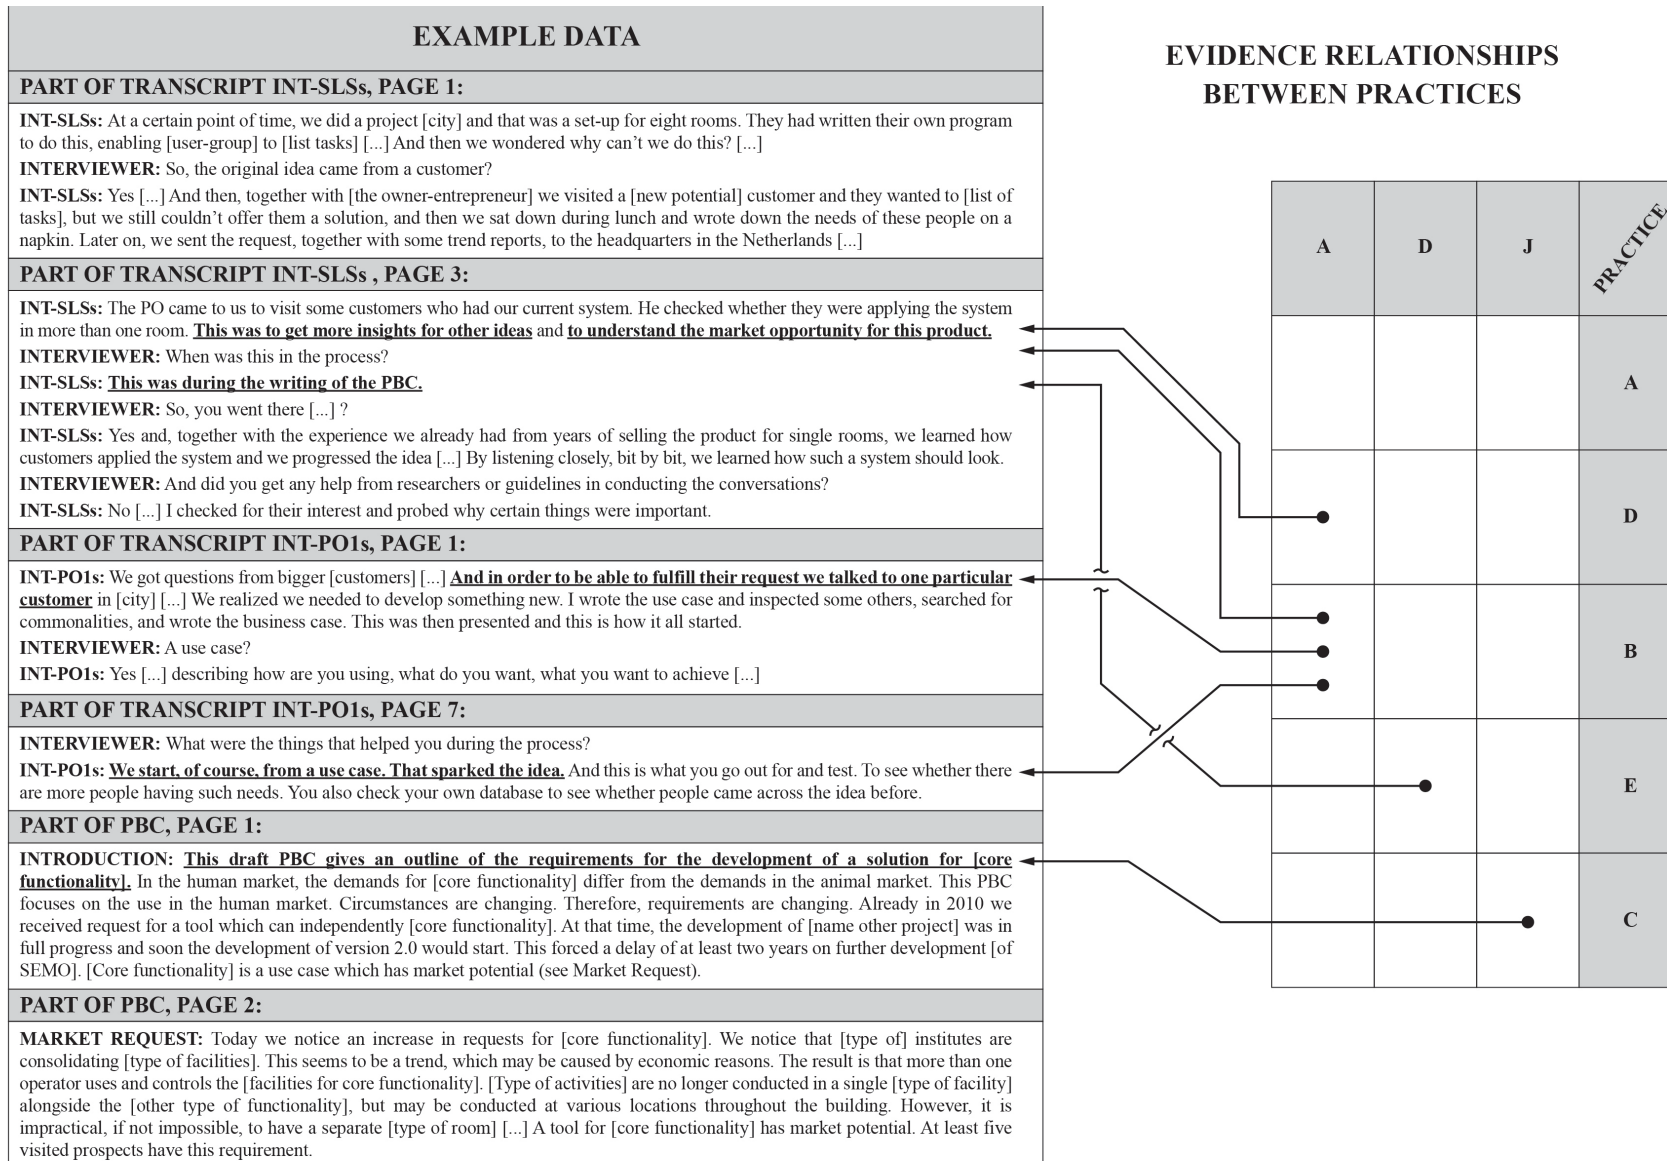 EXAMPLE DATA
PART OF TRANSCRIPT INT-SLSs, PAGE 1:
INT-SLSs: At a certain point of time, we did a project [city] and that was a set-up for eight rooms. They had written their own program
to do this, enabling [user-group] to [list tasks] [...] And then we wondered why can’t we do this? [...]
INTERVIEWER: So, the original idea came from a customer?
INT-SLSs: Yes [...] And then, together with [the owner-entrepreneur] we visited a [new potential] customer and they wanted to [list of
tasks], but we still couldn’t offer them a solution, and then we sat down during lunch and wrote down the needs of these people on a
napkin. Later on, we sent the request, together with some trend reports, to the headquarters in the Netherlands [...]
PART OF TRANSCRIPT INT-SLSs , PAGE 3:
INT-SLSs: The PO came to us to visit some customers who had our current system. He checked whether they were applying the system
in more than one room. This was to get more insights for other ideas and to understand the market opportunity for this product.
INTERVIEWER: When was this in the process?
INT-SLSs: This was during the writing of the PBC.
INTERVIEWER: So, you went there [...] ?
INT-SLSs: Yes and, together with the experience we already had from years of selling the product for single rooms, we learned how
customers applied the system and we progressed the idea [...] By listening closely, bit by bit, we learned how such a system should look.
INTERVIEWER: And did you get any help from researchers or guidelines in conducting the conversations?
INT-SLSs: No [...] I checked for their interest and probed why certain things were important.
PART OF TRANSCRIPT INT-PO1s, PAGE 1:
INT-PO1s: We got questions from bigger [customers] [...] And in order to be able to fulfill their request we talked to one particular
customer in [city] [...] We realized we needed to develop something new. I wrote the use case and inspected some others, searched for
commonalities, and wrote the business case. This was then presented and this is how it all started.
INTERVIEWER: A use case?
INT-PO1s: Yes [...] describing how are you using, what do you want, what you want to achieve [...]
PART OF TRANSCRIPT INT-PO1s, PAGE 7:
INTERVIEWER: What were the things that helped you during the process?
INT-PO1s: We start, of course, from a use case. That sparked the idea. And this is what you go out for and test. To see whether there
are more people having such needs. You also check your own database to see whether people came across the idea before.
PART OF PBC, PAGE 1:
INTRODUCTION: This draft PBC gives an outline of the requirements for the development of a solution for [core
functionality]. In the human market, the demands for [core functionality] differ from the demands in the animal market. This PBC
focuses on the use in the human market. Circumstances are changing. Therefore, requirements are changing. Already in 2010 we
received request for a tool which can independently [core functionality]. At that time, the development of [name other project] was in
full progress and soon the development of version 2.0 would start. This forced a delay of at least two years on further development [of
SEMO]. [Core functionality] is a use case which has market potential (see Market Request).
PART OF PBC, PAGE 2:
MARKET REQUEST: Today we notice an increase in requests for [core functionality]. We notice that [type of] institutes are
consolidating [type of facilities]. This seems to be a trend, which may be caused by economic reasons. The result is that more than one
operator uses and controls the [facilities for core functionality]. [Type of activities] are no longer conducted in a single [type of facility]
alongside the [other type of functionality], but may be conducted at various locations throughout the building. However, it is
impractical, if not impossible, to have a separate [type of room] [...] A tool for [core functionality] has market potential. At least five
visited prospects have this requirement.
EVIDENCE RELATIONSHIPS
BETWEEN PRACTICES
A D J PRACTICE
A
D
B
E
C